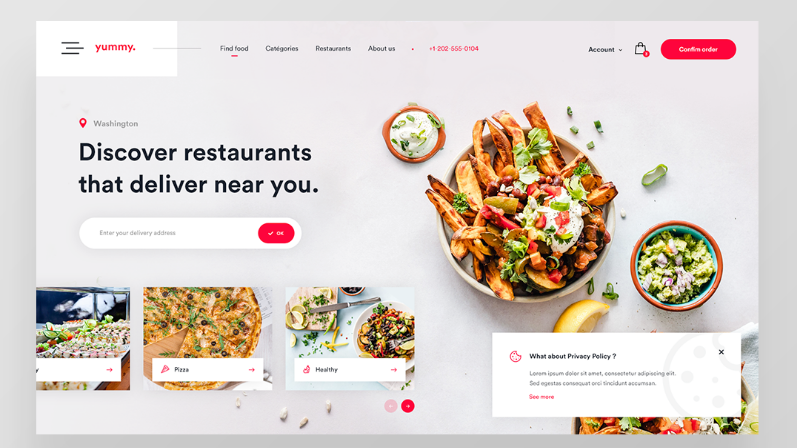 yummy.
Find food
Catégories
Restaurants
About us
+1 202-555-0104
Account
Confirm order
Washington
Discover restaurants
that deliver near you.
Enter your delivery address
OK
y
Pizza
Healthy
What about Privacy Policy ?
Lorem ipsum dolor sit amet, consectetur adipiscing elit.
Sed egestas consequat orci tincidunt accumsan.
See more